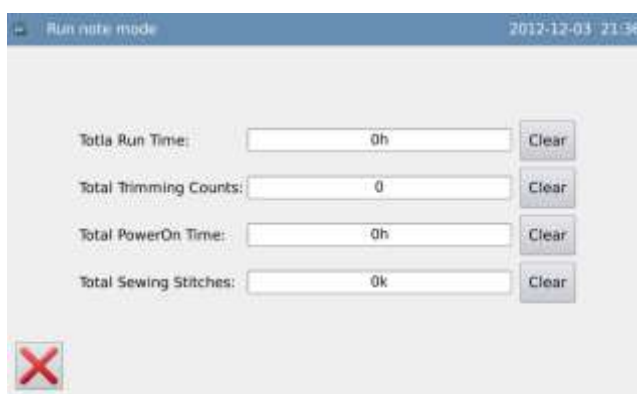 Run note mode 2012-12-03 21:36
Totla Run Time: 0h Clear
Total Trimming Counts: 0 Clear
Total PowerOn Time: 0h Clear
Total Sewing Stitches: 0k Clear